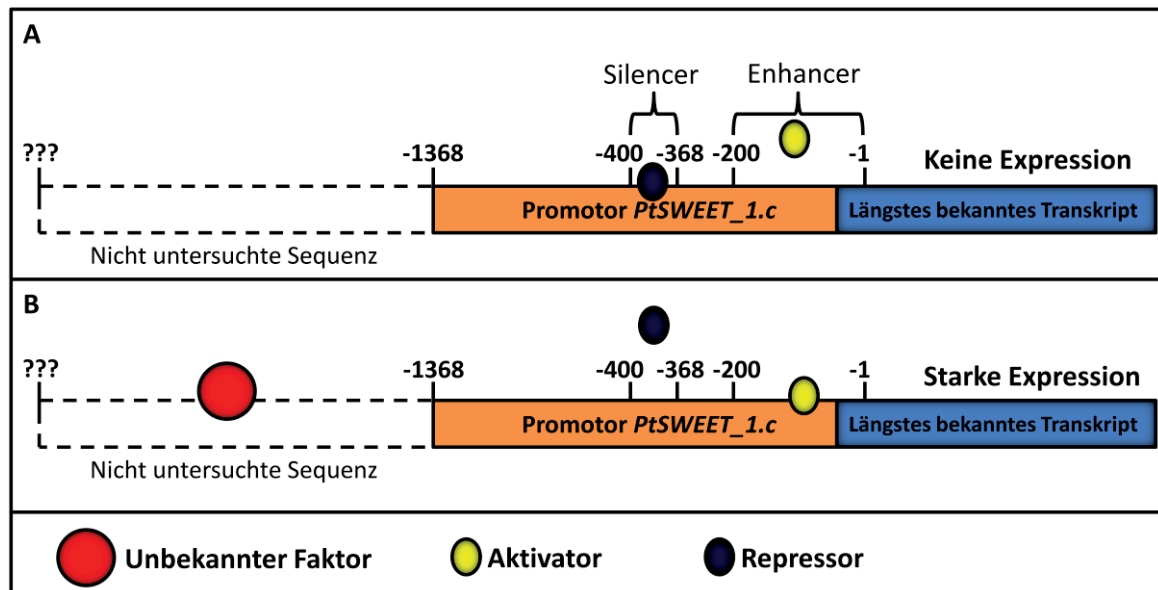 A
Silencer Enhancer
??? -1368 -400 -368 -200 -1 Keine Expression
Promotor PtSWEET_1.c Längstes bekanntes Transkript
Nicht untersuchte Sequenz
B
??? -1368 -400 -368 -200 -1 Starke Expression
Promotor PtSWEET_1.c Längstes bekanntes Transkript
Nicht untersuchte Sequenz
Unbekannter Faktor Aktivator Repressor